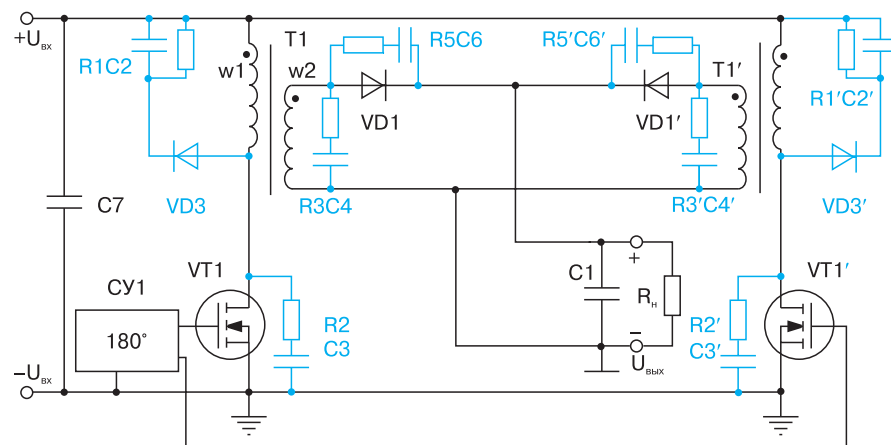 +Uвх
R1C2
w1
T1
w2
R5C6
R5′C6′
T1′
R1′C2′
VD1
VD1′
VD3
R3C4
R3′C4′
VD3′
C7
VT1
СУ1
180°
R2
C3
C1
+
Rн
−
Uвых
R2′
C3′
VT1′
−Uвх